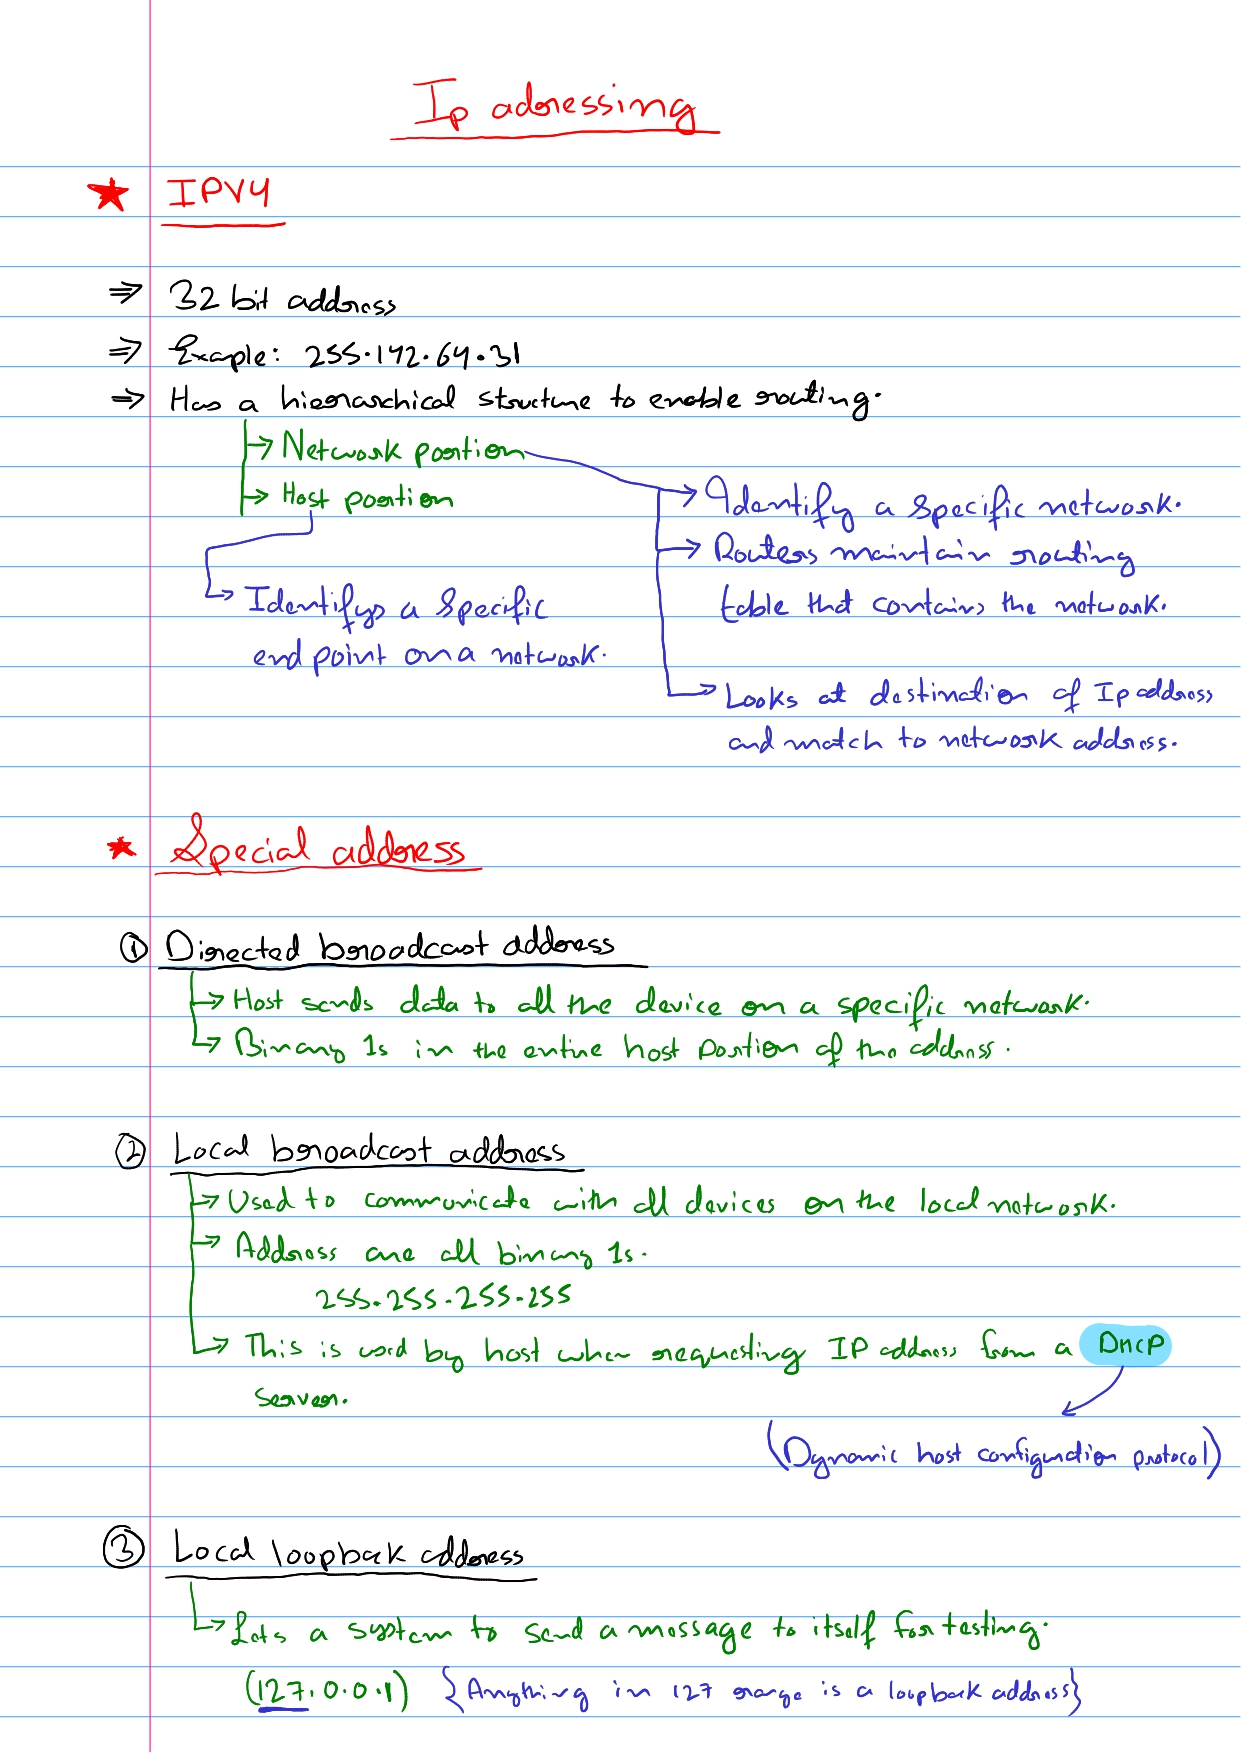 Ip adressing
IPV4
⇒ 32 bit address
⇒ Exaple: 255.172.64.31
⇒ Has a hierarchical structure to enable routing.
→ Network portion
→ Host portion
→ Identify a specific network.
→ Routers maintain routing
table that contains the network.
→ Identifys a specific
end point on a network.
→ Looks at destination of Ip address
and match to network address.
Special address
① Directed broadcast address
→ Host sends data to all the device on a specific network.
→ Binary 1s in the entire host portion of the address.
② Local broadcast address
→ Used to communicate with all devices on the local network.
→ Address are all binary 1s.
255.255.255.255
→ This is used by host when requesting IP address from a DHCP
server.
(Dynamic host configuration protocol)
③ Local loopback address
→ Lets a system to send a message to itself for testing.
(127.0.0.1) {Anything in 127 range is a loopback address}